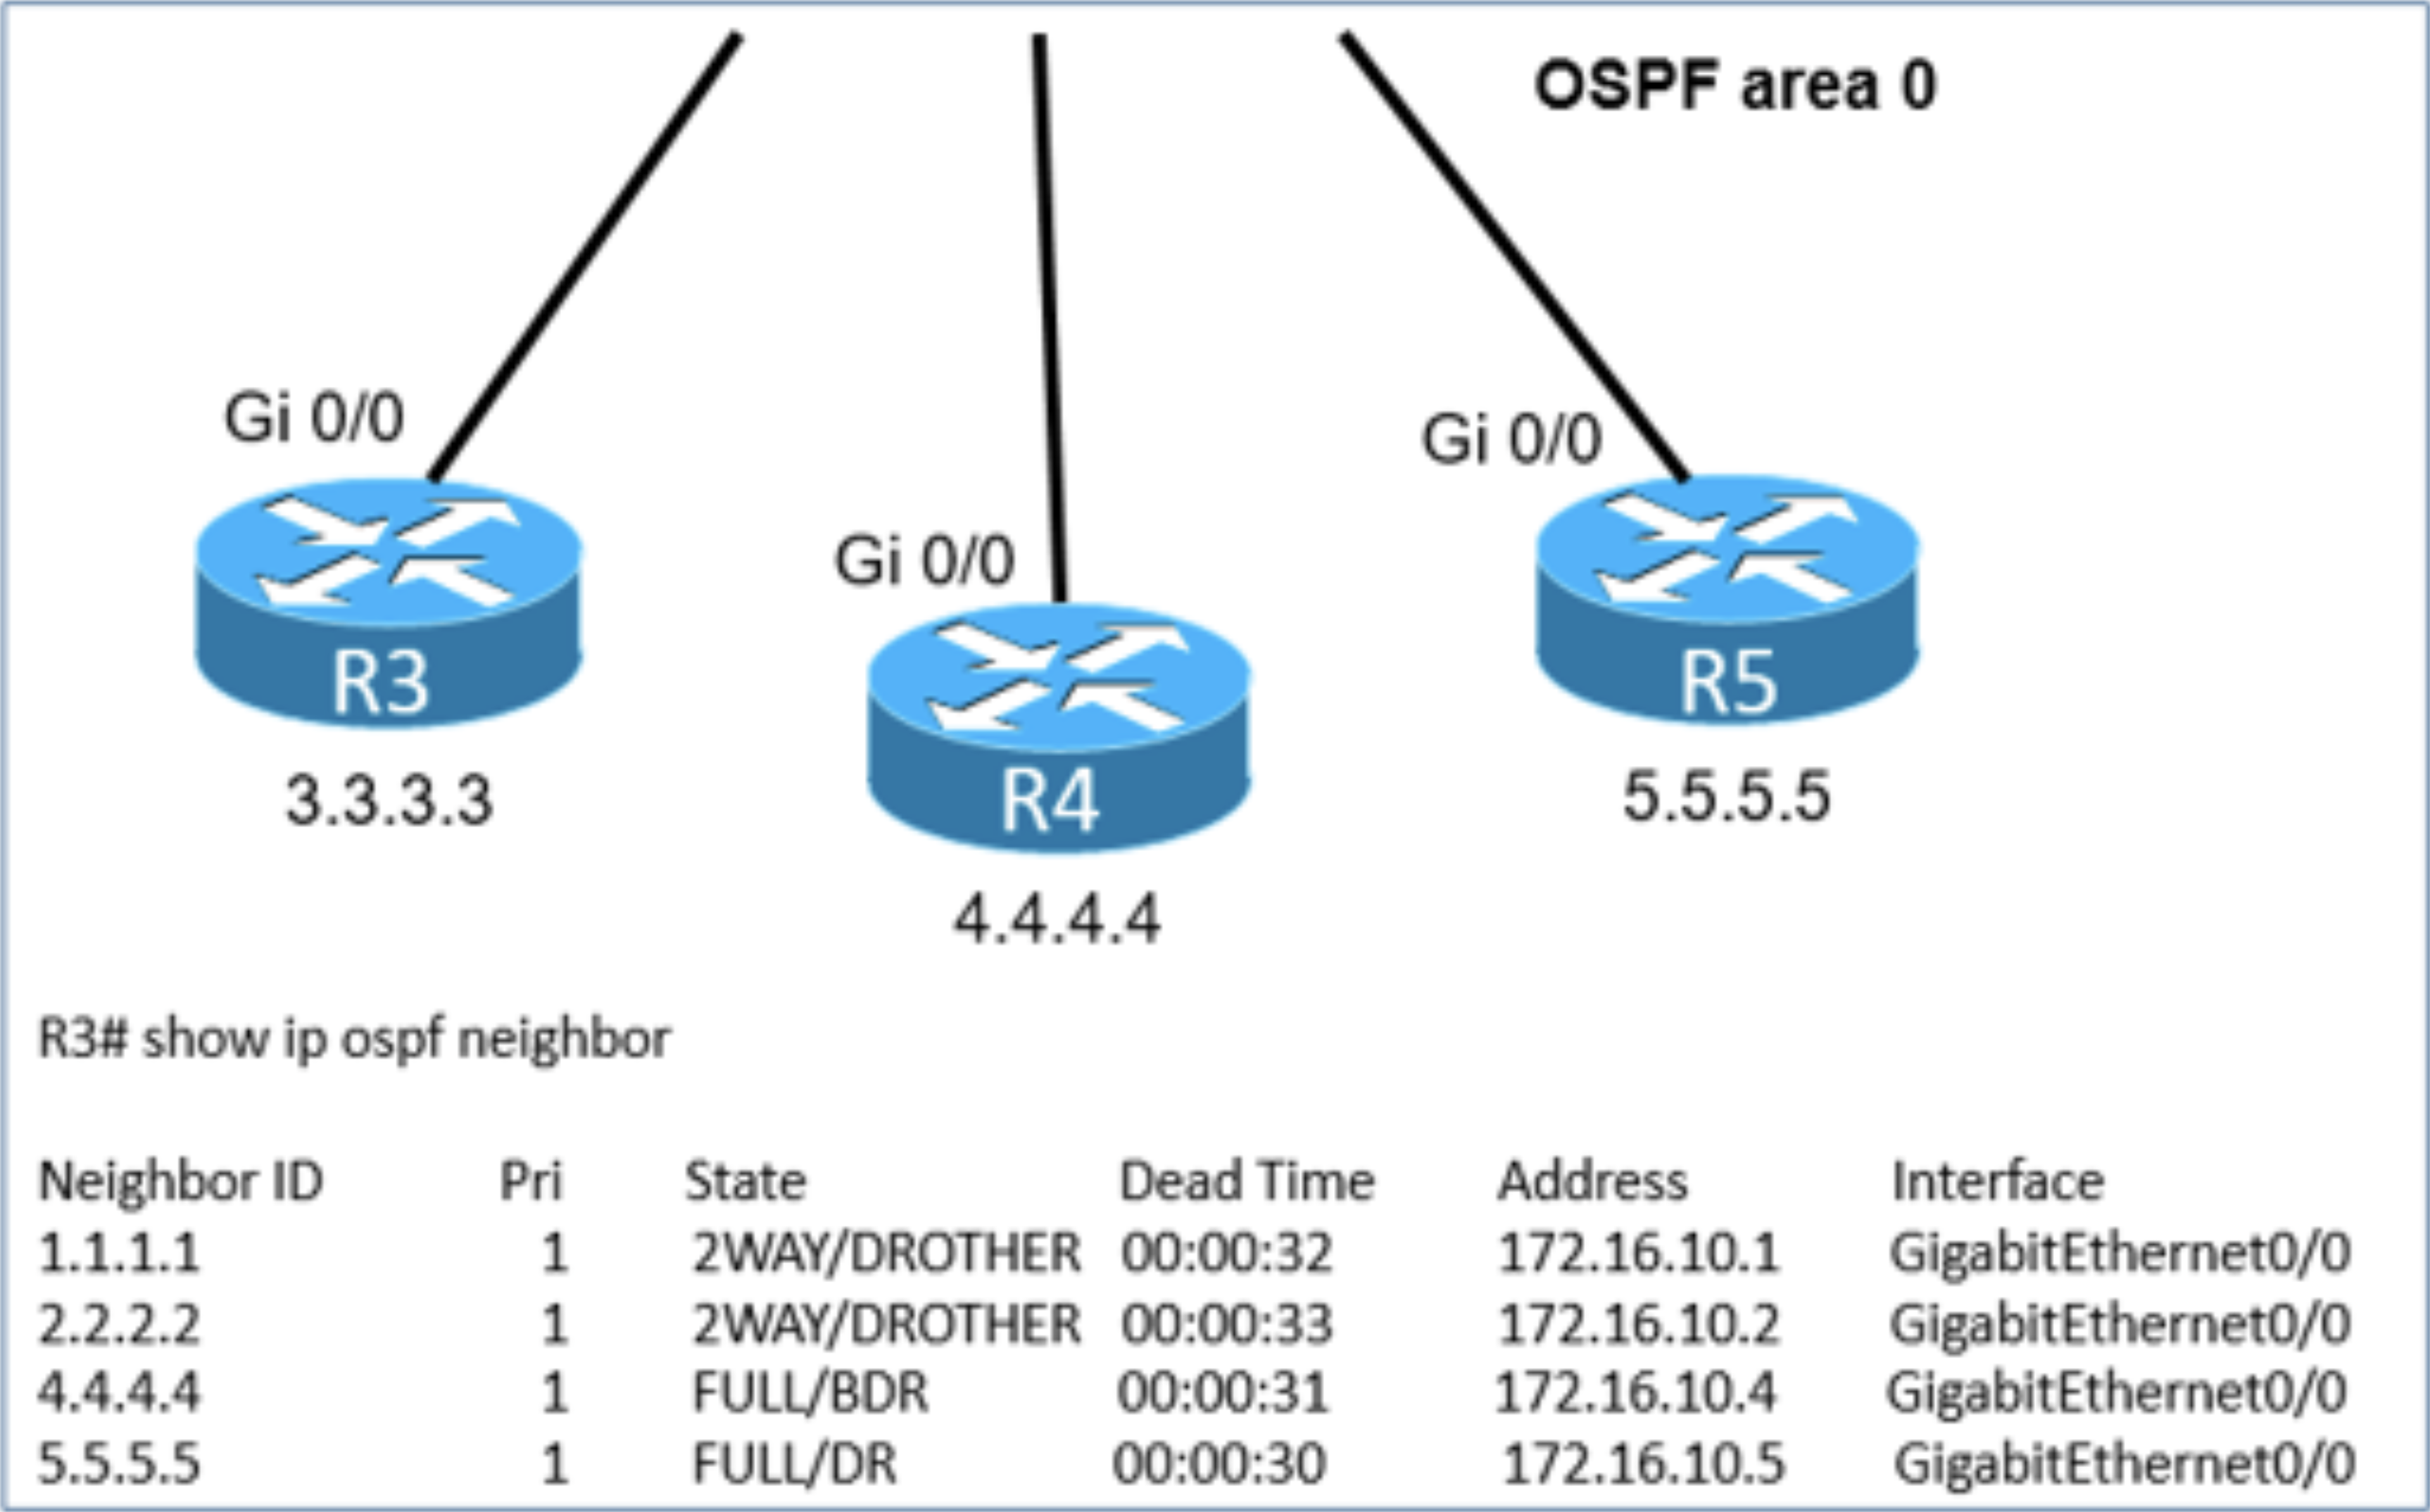 OSPF area 0
Gi 0/0
Gi 0/0
Gi 0/0
R3
R4
R5
3.3.3.3
4.4.4.4
5.5.5.5
R3# show ip ospf neighbor
Neighbor ID Pri State Dead Time Address Interface
1.1.1.1 1 2WAY/DROTHER 00:00:32 172.16.10.1 GigabitEthernet0/0
2.2.2.2 1 2WAY/DROTHER 00:00:33 172.16.10.2 GigabitEthernet0/0
4.4.4.4 1 FULL/BDR 00:00:31 172.16.10.4 GigabitEthernet0/0
5.5.5.5 1 FULL/DR 00:00:30 172.16.10.5 GigabitEthernet0/0